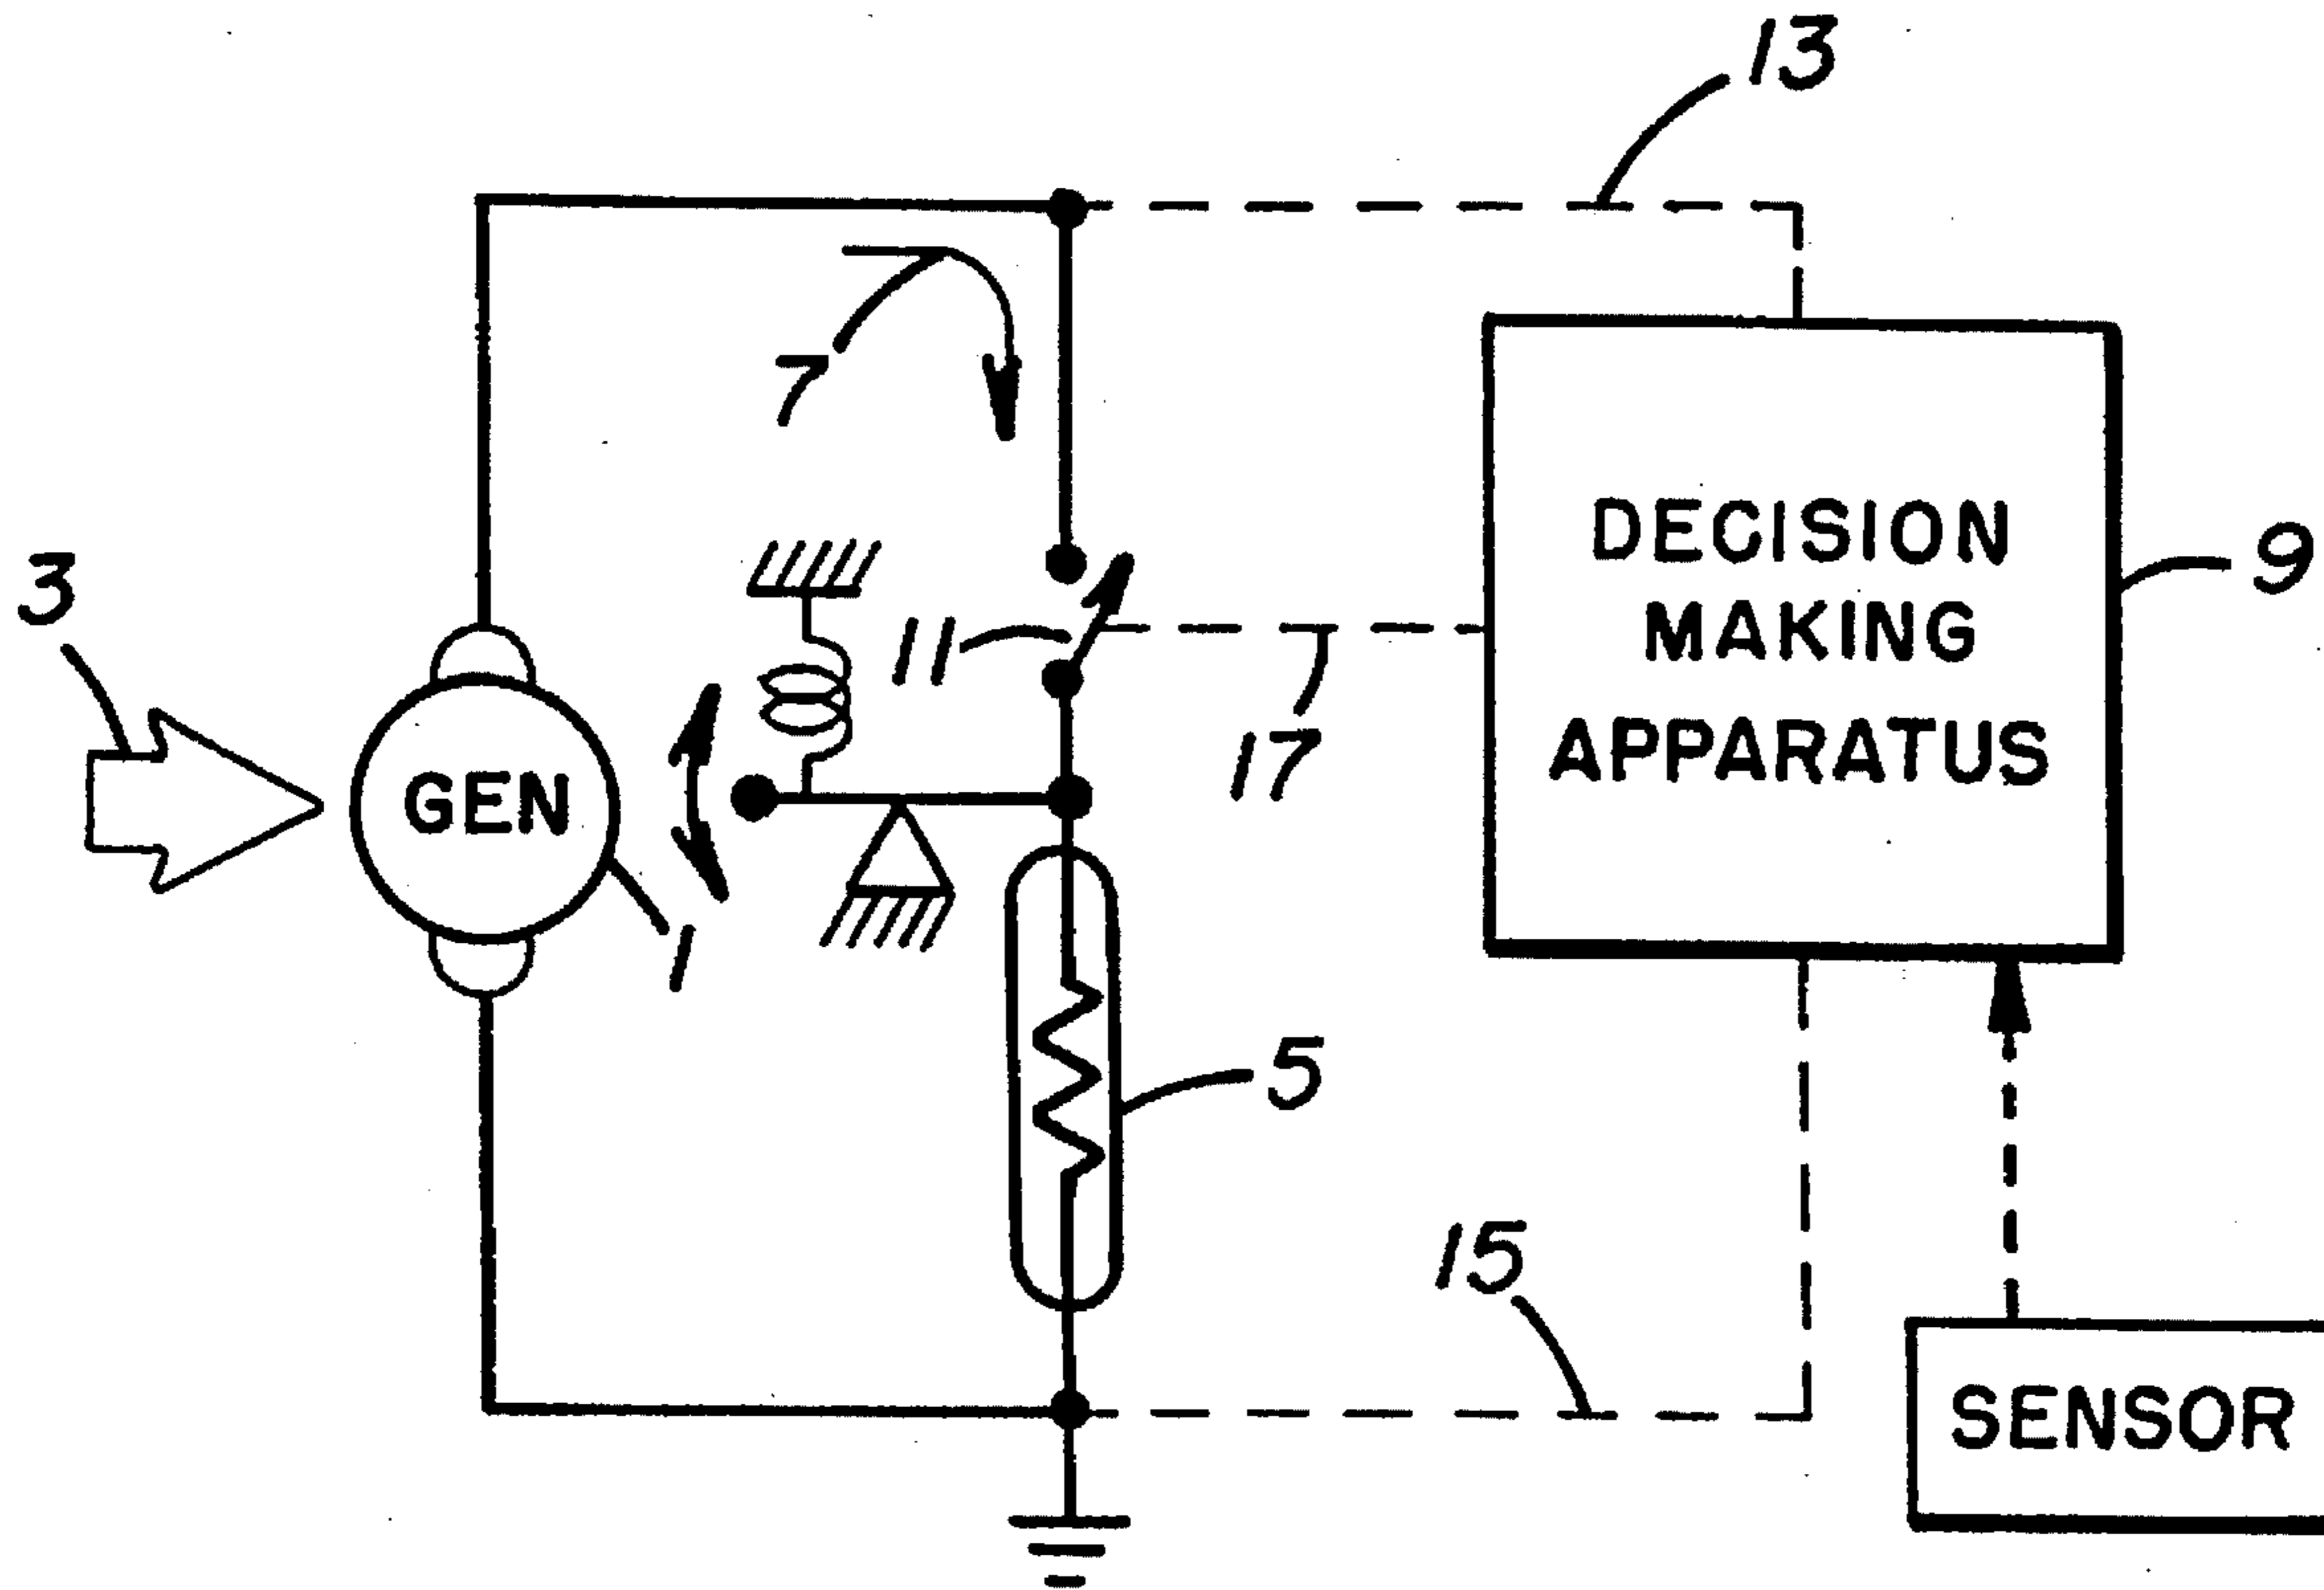 13
7
3
DECISION
MAKING
APPARATUS
9
11
17
GEN
1
5
15
SENSOR